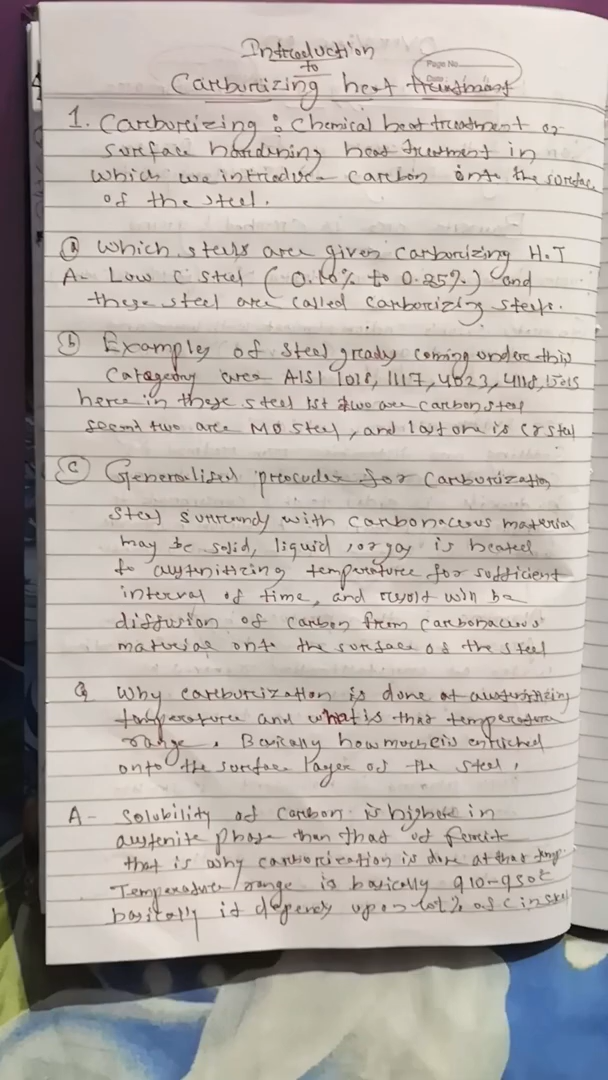 Introduction
to
Page No
Date
Carburizing heat treatment
1. Carburizing : Chemical heat treatment or
surface hardening heat treatment in
which we introduce carbon onto the surface
of the steel.
(a) Which steels are given carburizing H.T
A- Low C steel (0.10% to 0.25%) and
these steel are called carburizing steels.
(b) Examples of steel grades coming under this
are AISI 1018, 1117, 4023, 4118, 5015
here in these steel 1st two are carbon steel
second two are Mo steel, and last one is Cr steel
(c) Generalised for Carburization
steel with carbonaceous material
may be solid, liquid, or gas is heated
to austenitizing temperature for sufficient
interval of time, and result will be
diffusion of carbon from carbonaceous
material onto the surface of the steel
Q Why carburization is done at austenitizing
temperature and what is that temperature
range. Basically how much c is enriched
onto the surface layer of the steel.
A- Solubility of Carbon is highest in
austenite phase than that of ferrite
that is why carburization is done at that temp.
Temperature range is basically 910-950°
basically it depends upon % of C in steel